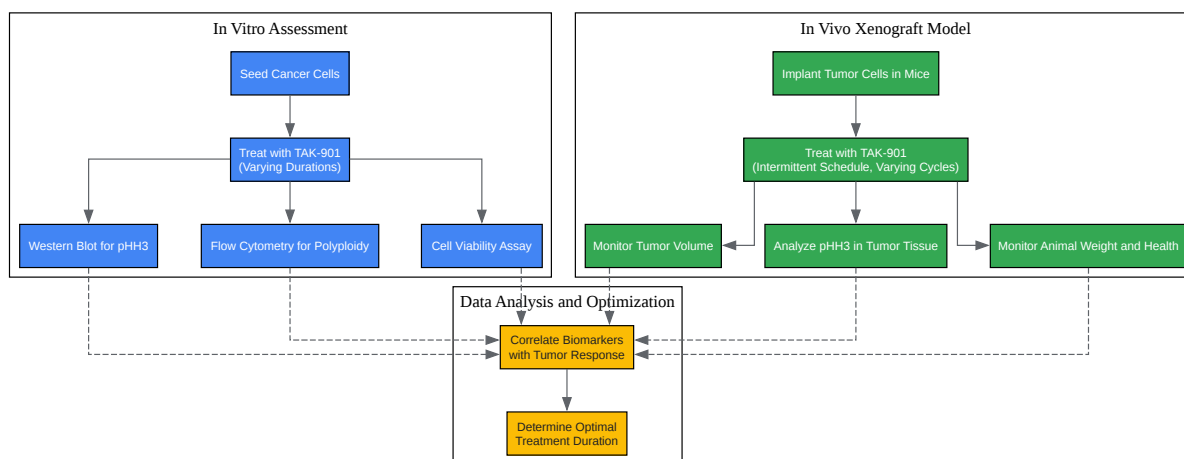 In Vitro Assessment
Seed Cancer Cells
Treat with TAK-901
(Varying Durations)
Western Blot for pHH3
Flow Cytometry for Polyploidy
Cell Viability Assay
In Vivo Xenograft Model
Implant Tumor Cells in Mice
Treat with TAK-901
(Intermittent Schedule, Varying Cycles)
Monitor Tumor Volume
Analyze pHH3 in Tumor Tissue
Monitor Animal Weight and Health
Data Analysis and Optimization
Correlate Biomarkers
with Tumor Response
Determine Optimal
Treatment Duration